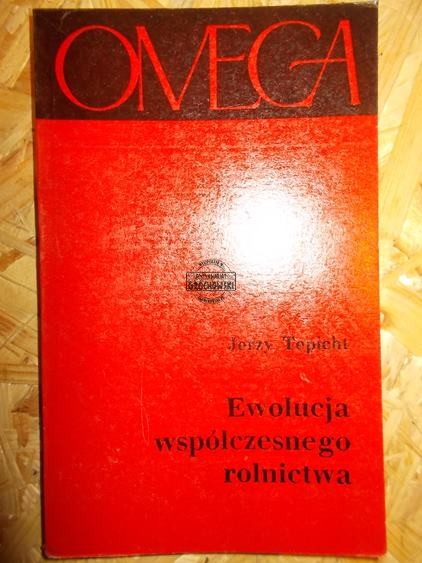 OMEGA
Jerzy Tepicht
Ewolucja
współczesnego
rolnictwa